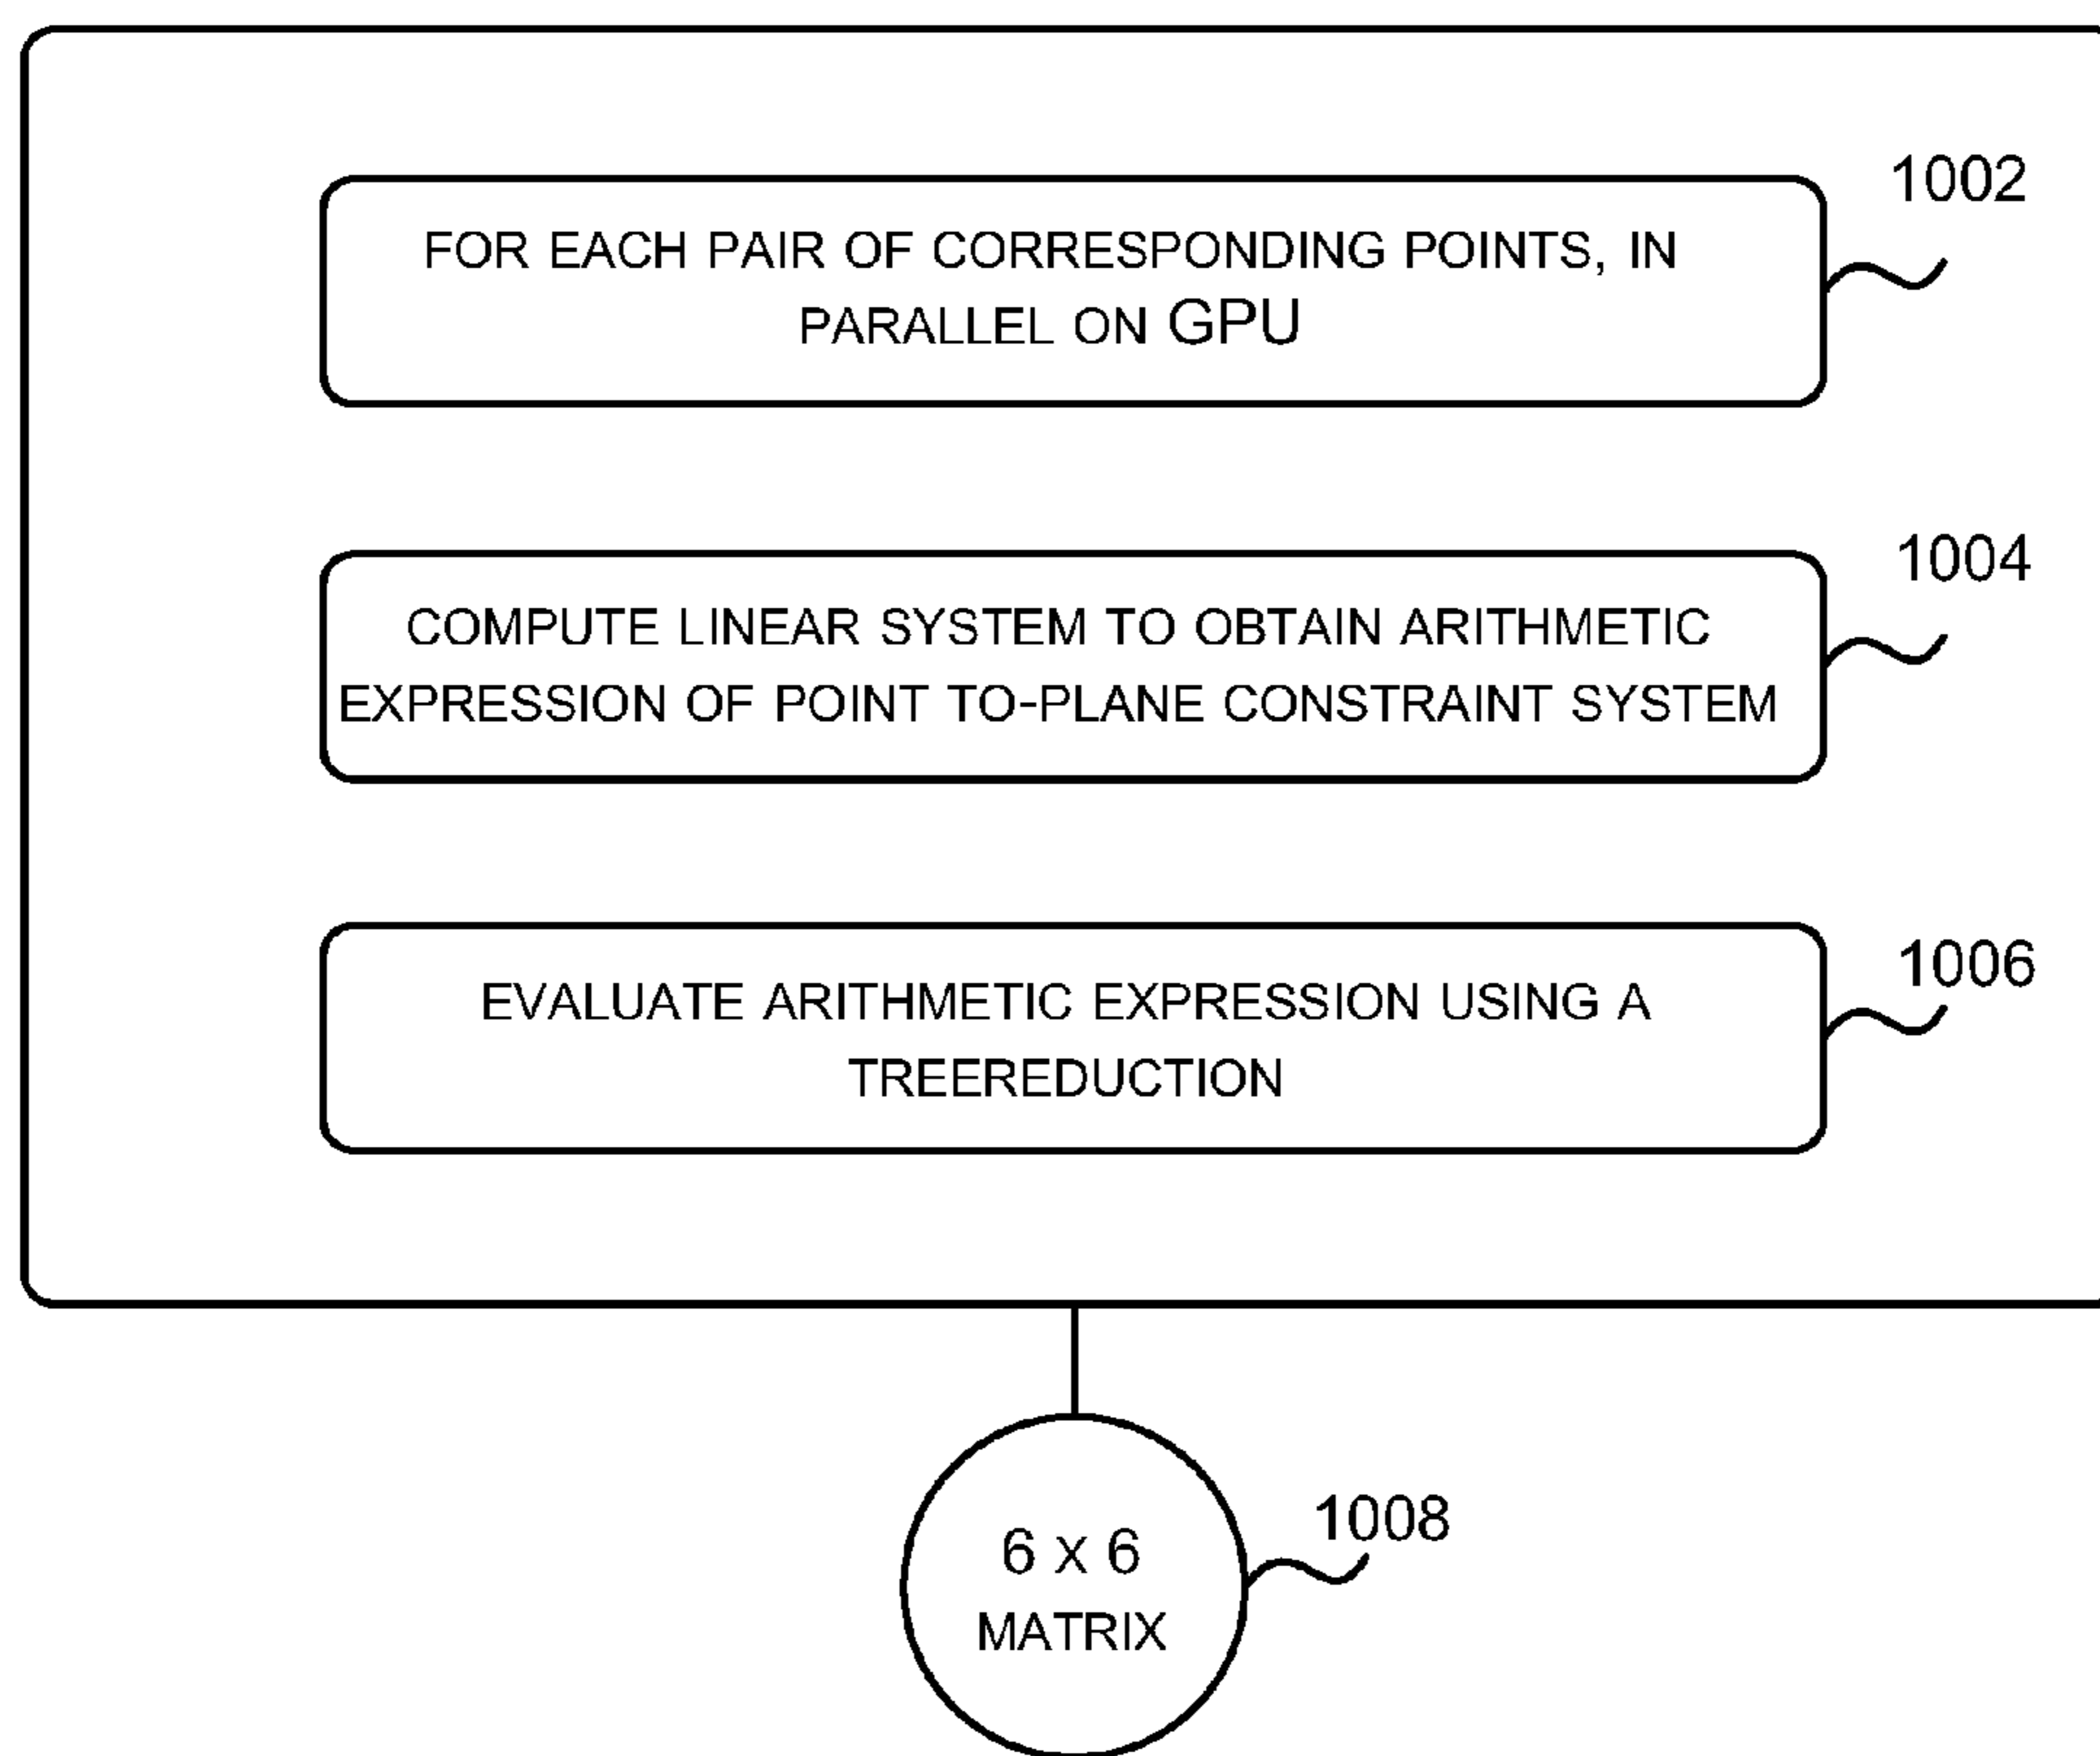 1002
FOR EACH PAIR OF CORRESPONDING POINTS, IN
PARALLEL ON GPU
1004
COMPUTE LINEAR SYSTEM TO OBTAIN ARITHMETIC
EXPRESSION OF POINT TO-PLANE CONSTRAINT SYSTEM
1006
EVALUATE ARITHMETIC EXPRESSION USING A
TREEREDUCTION
1008
6 X 6
MATRIX